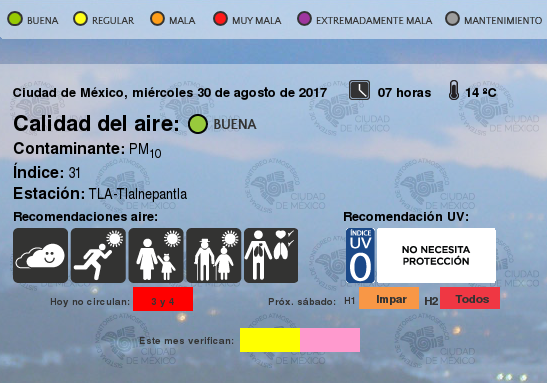 BUENA REGULAR MALA MUY MALA EXTREMADAMENTE MALA MANTENIMIENTO
Ciudad de México, miércoles 30 de agosto de 2017 07 horas 14 ºC
Calidad del aire: BUENA
Contaminante: PM10
Índice: 31
Estación: TLA-Tlalnepantla
Recomendaciones aire: Recomendación UV:
ÍNDICE
UV
0
NO NECESITA
PROTECCIÓN
Hoy no circulan: 3 y 4 Próx. sábado: H1 Impar H2 Todos
Este mes verifican:
CIUDAD
DE MÉXICO